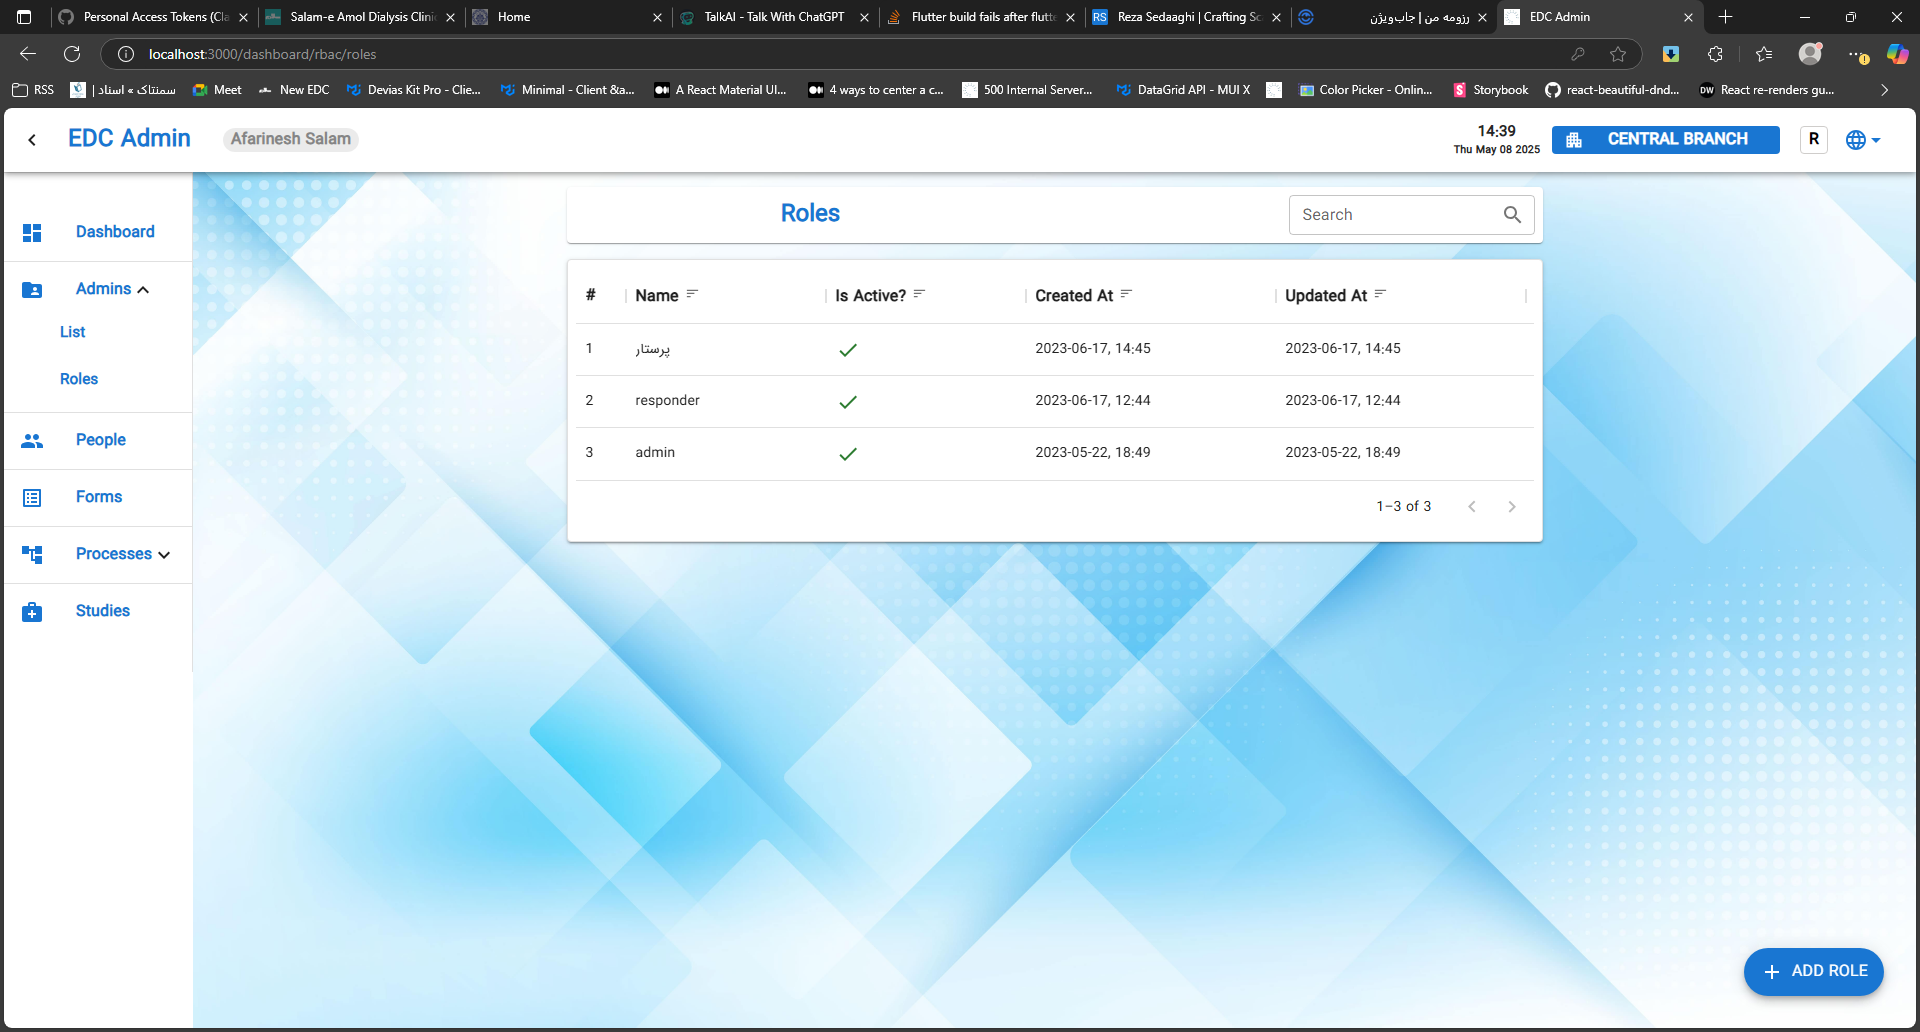 Personal Access Tokens (Cla
Salam-e Amol Dialysis Clinic
Home
TalkAI - Talk With ChatGPT
Flutter build fails after flutte
RS Reza Sedaaghi | Crafting Sc
رزومه من | جاب‌ویژن
EDC Admin
localhost:3000/dashboard/rbac/roles
RSS
سمنتاک » اسناد |
Meet
New EDC
Devias Kit Pro - Clie...
Minimal - Client &a...
A React Material UI...
4 ways to center a c...
500 Internal Server...
DataGrid API - MUI X
Color Picker - Onlin...
Storybook
react-beautiful-dnd...
DW React re-renders gu...
EDC Admin
Afarinesh Salam
14:39
Thu May 08 2025
CENTRAL BRANCH
R
Dashboard
Admins
List
Roles
People
Forms
Processes
Studies
Roles
Search
# Name Is Active? Created At Updated At
1 پرستار 2023-06-17, 14:45 2023-06-17, 14:45
2 responder 2023-06-17, 12:44 2023-06-17, 12:44
3 admin 2023-05-22, 18:49 2023-05-22, 18:49
1–3 of 3
ADD ROLE